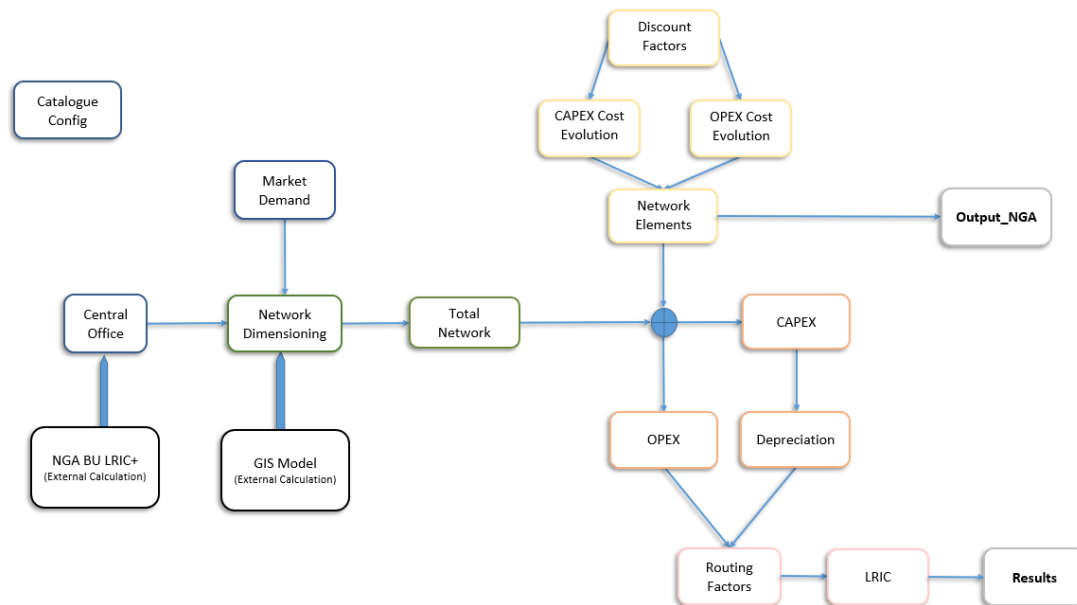 Discount
Factors
Catalogue
Config
CAPEX Cost
Evolution
OPEX Cost
Evolution
Market
Demand
Network
Elements
Output_NGA
Central
Office
Network
Dimensioning
Total
Network
CAPEX
OPEX
Depreciation
NGA BU LRIC+
(External Calculation)
GIS Model
(External Calculation)
Routing
Factors
LRIC
Results